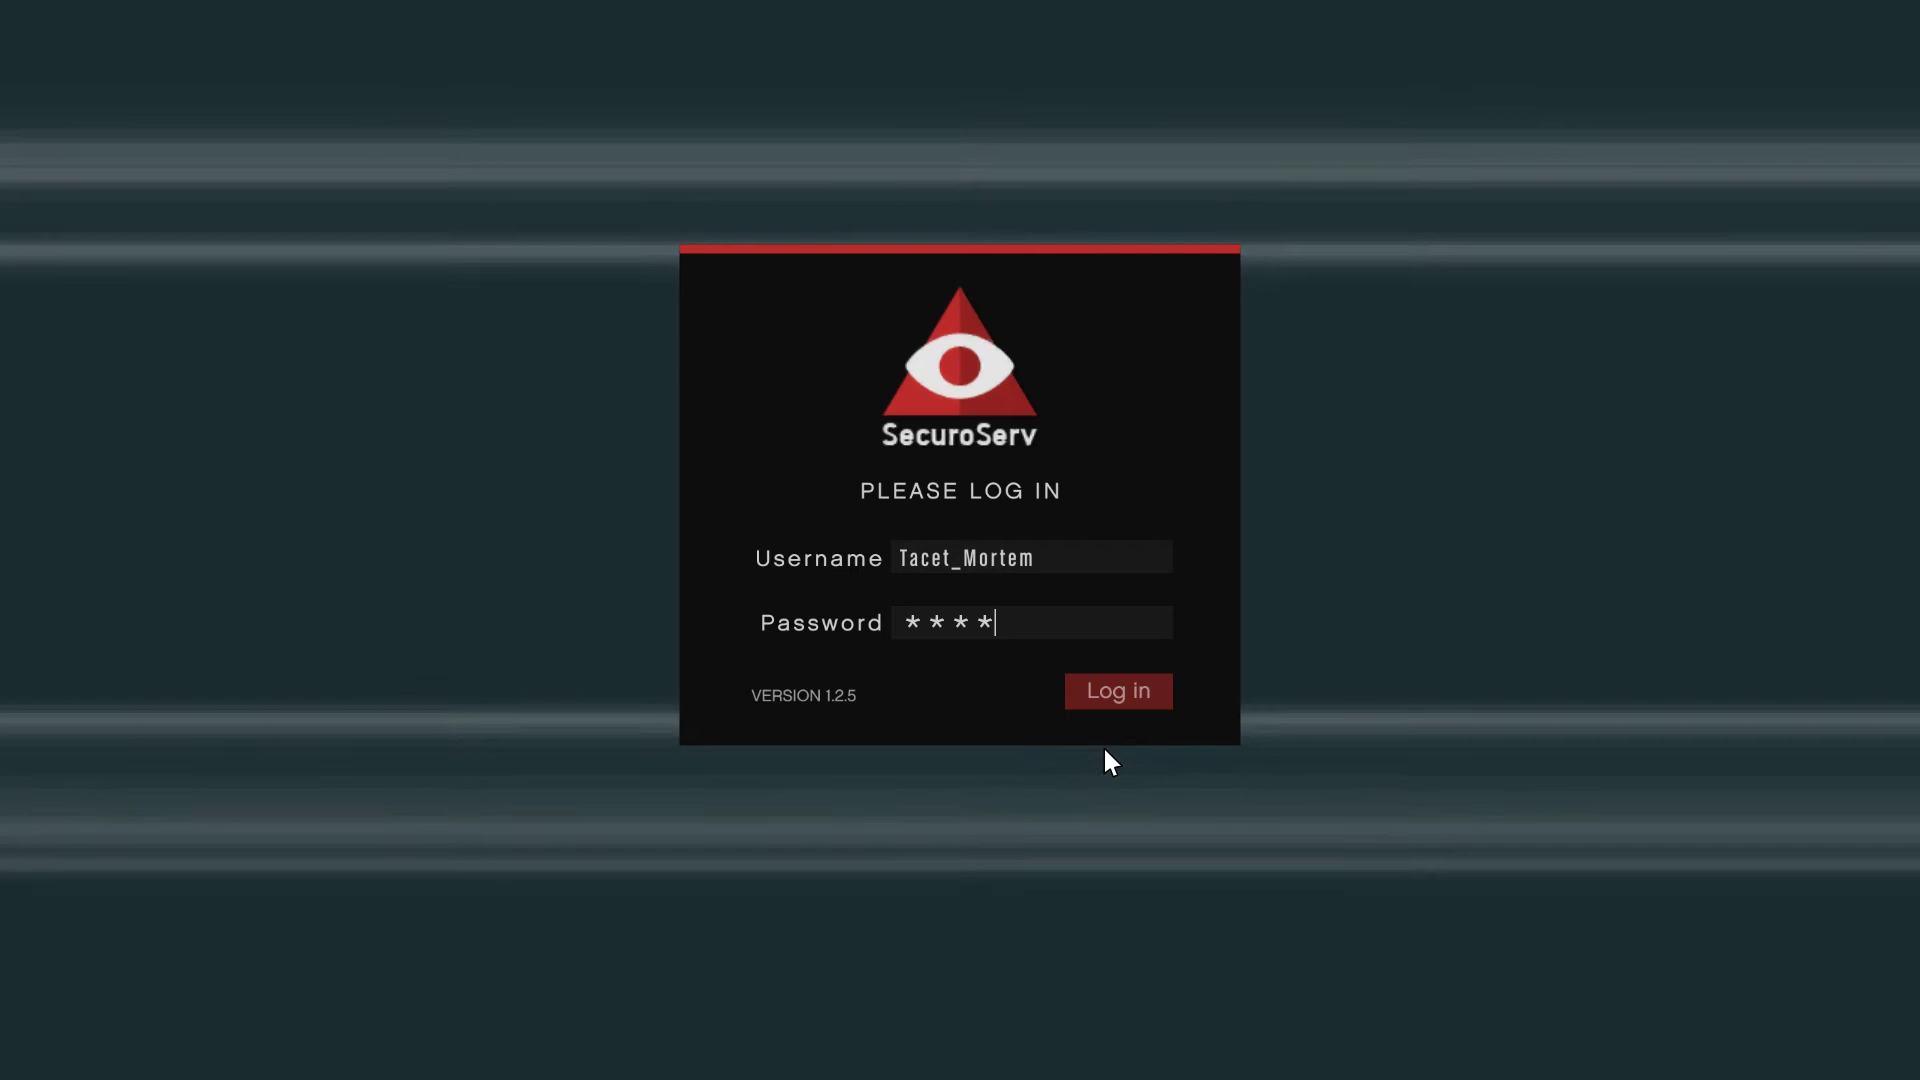 SecuroServ
PLEASE LOG IN
Username Tacet_Mortem
Password ****
VERSION 1.2.5
Log in